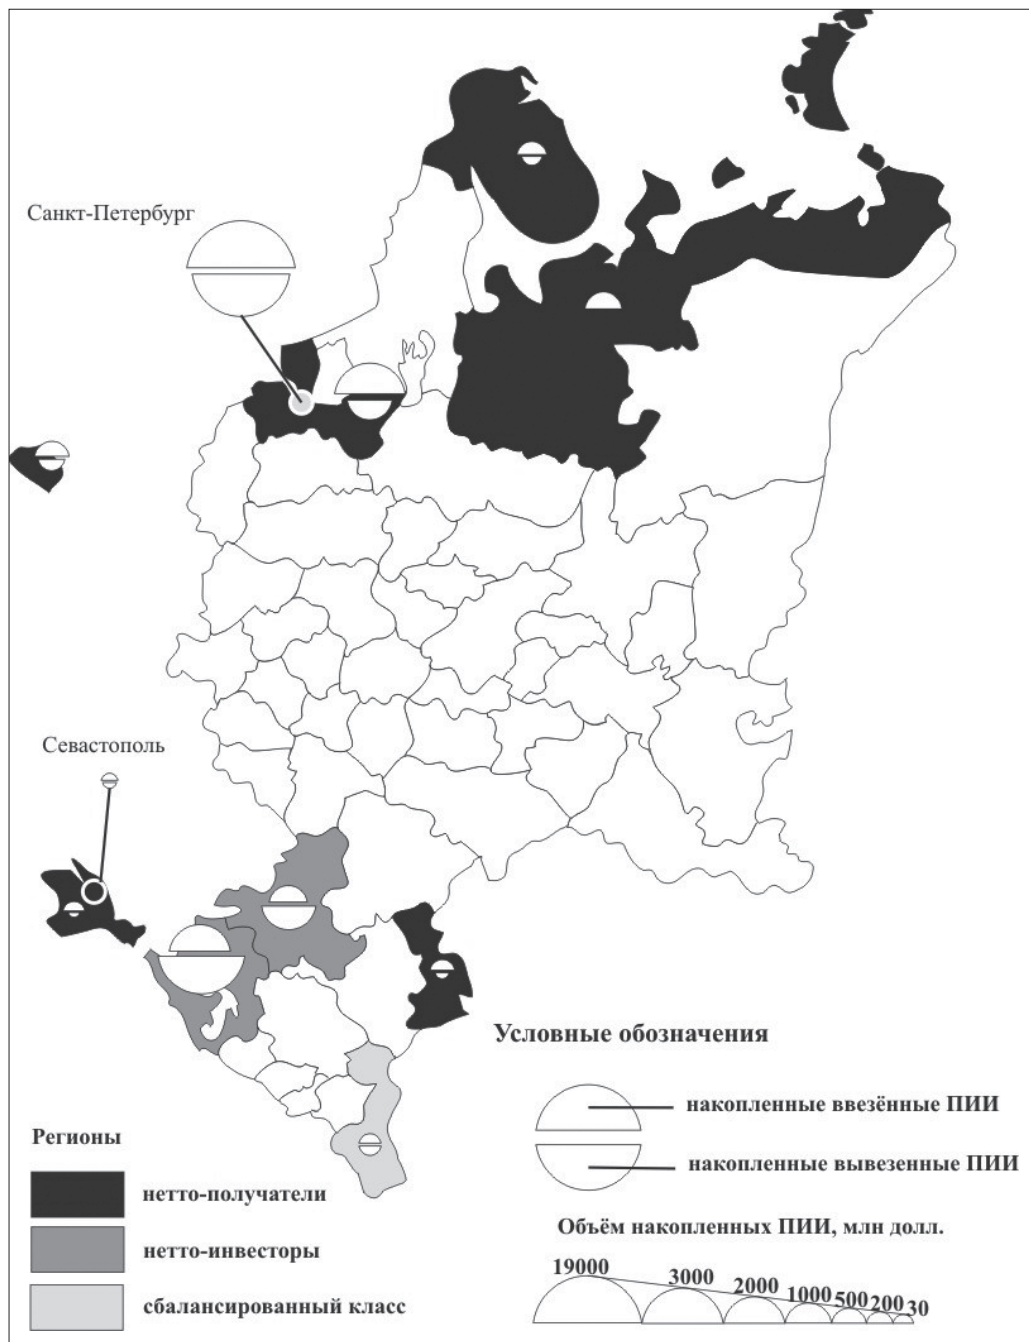 Санкт-Петербург
Севастополь
Условные обозначения
накопленные ввезённые ПИИ
накопленные вывезенные ПИИ
Регионы
нетто-получатели
нетто-инвесторы
сбалансированный класс
Объём накопленных ПИИ, млн долл.
19000 3000 2000 1000 500 200 30